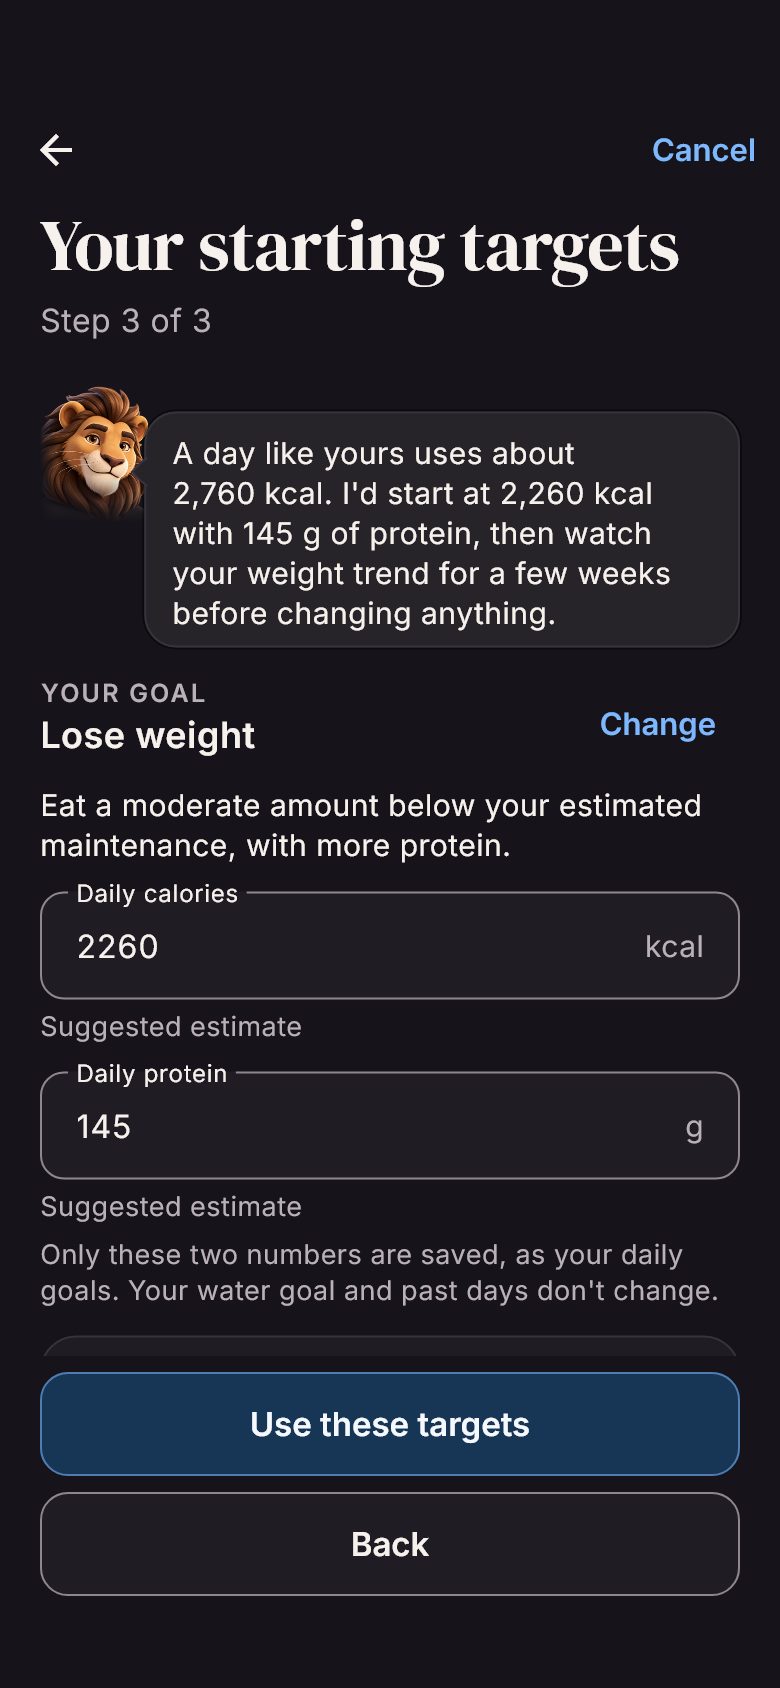 Cancel
Your starting targets
Step 3 of 3
A day like yours uses about
2,760 kcal. I'd start at 2,260 kcal
with 145 g of protein, then watch
your weight trend for a few weeks
before changing anything.
YOUR GOAL
Lose weight
Change
Eat a moderate amount below your estimated
maintenance, with more protein.
Daily calories
2260 kcal
Suggested estimate
Daily protein
145 g
Suggested estimate
Only these two numbers are saved, as your daily
goals. Your water goal and past days don't change.
Use these targets
Back